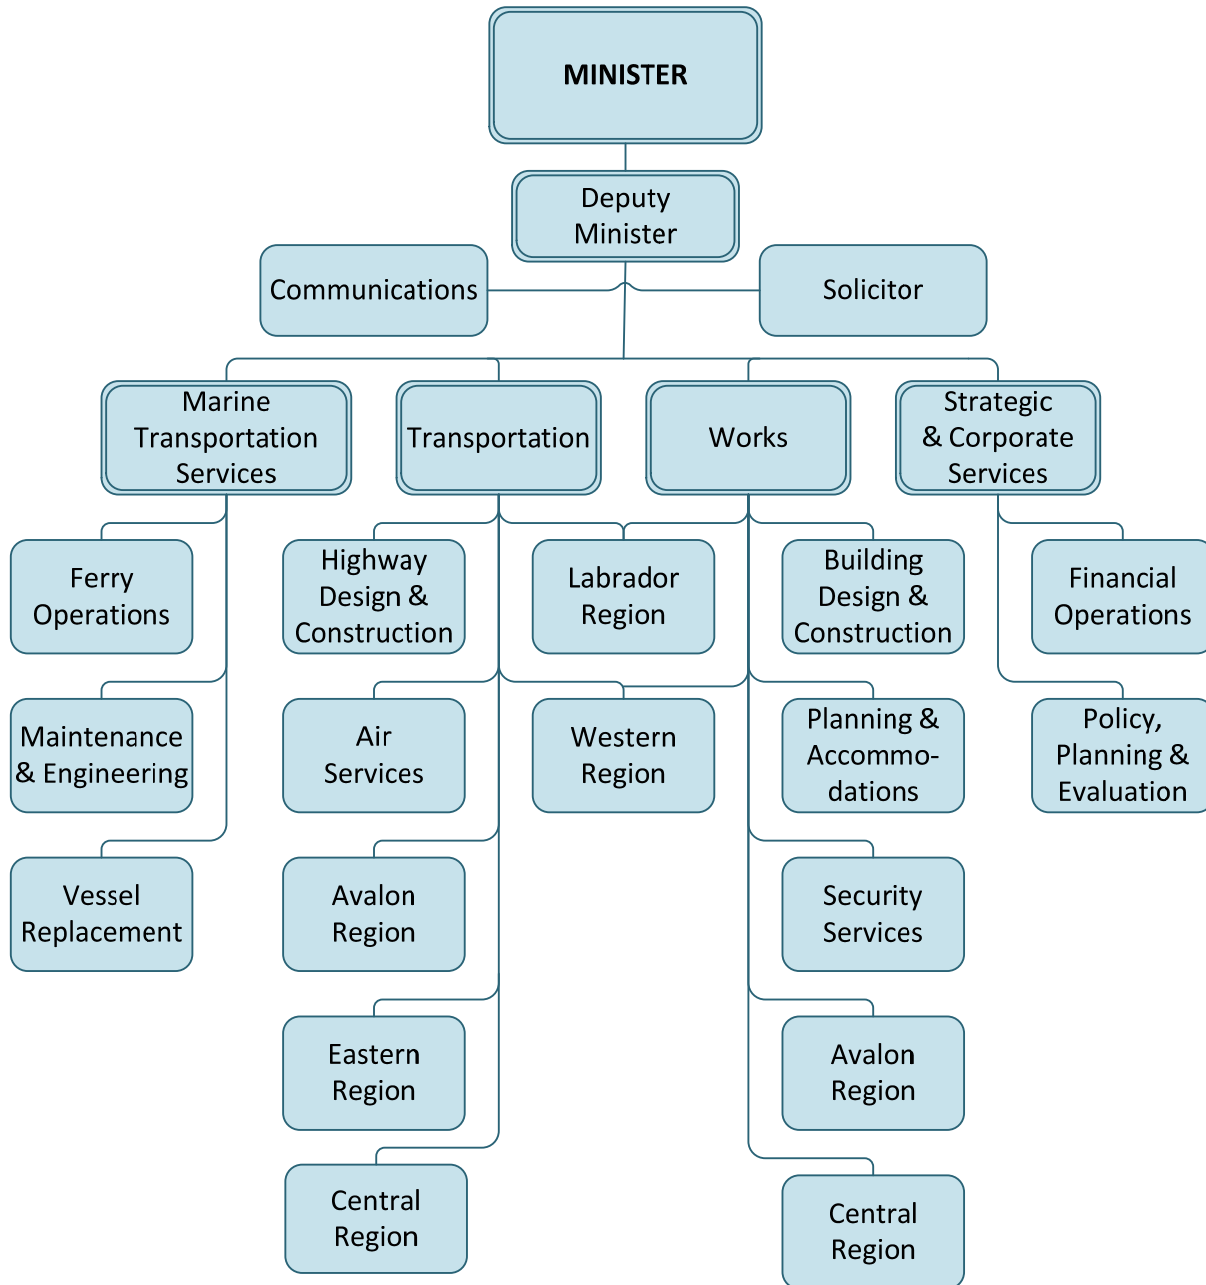 MINISTER
Deputy
Minister
Communications
Solicitor
Marine
Transportation
Services
Transportation
Works
Strategic
& Corporate
Services
Ferry
Operations
Highway
Design &
Construction
Labrador
Region
Building
Design &
Construction
Financial
Operations
Maintenance
& Engineering
Air
Services
Western
Region
Planning &
Accommo-
dations
Policy,
Planning &
Evaluation
Vessel
Replacement
Avalon
Region
Security
Services
Eastern
Region
Avalon
Region
Central
Region
Central
Region